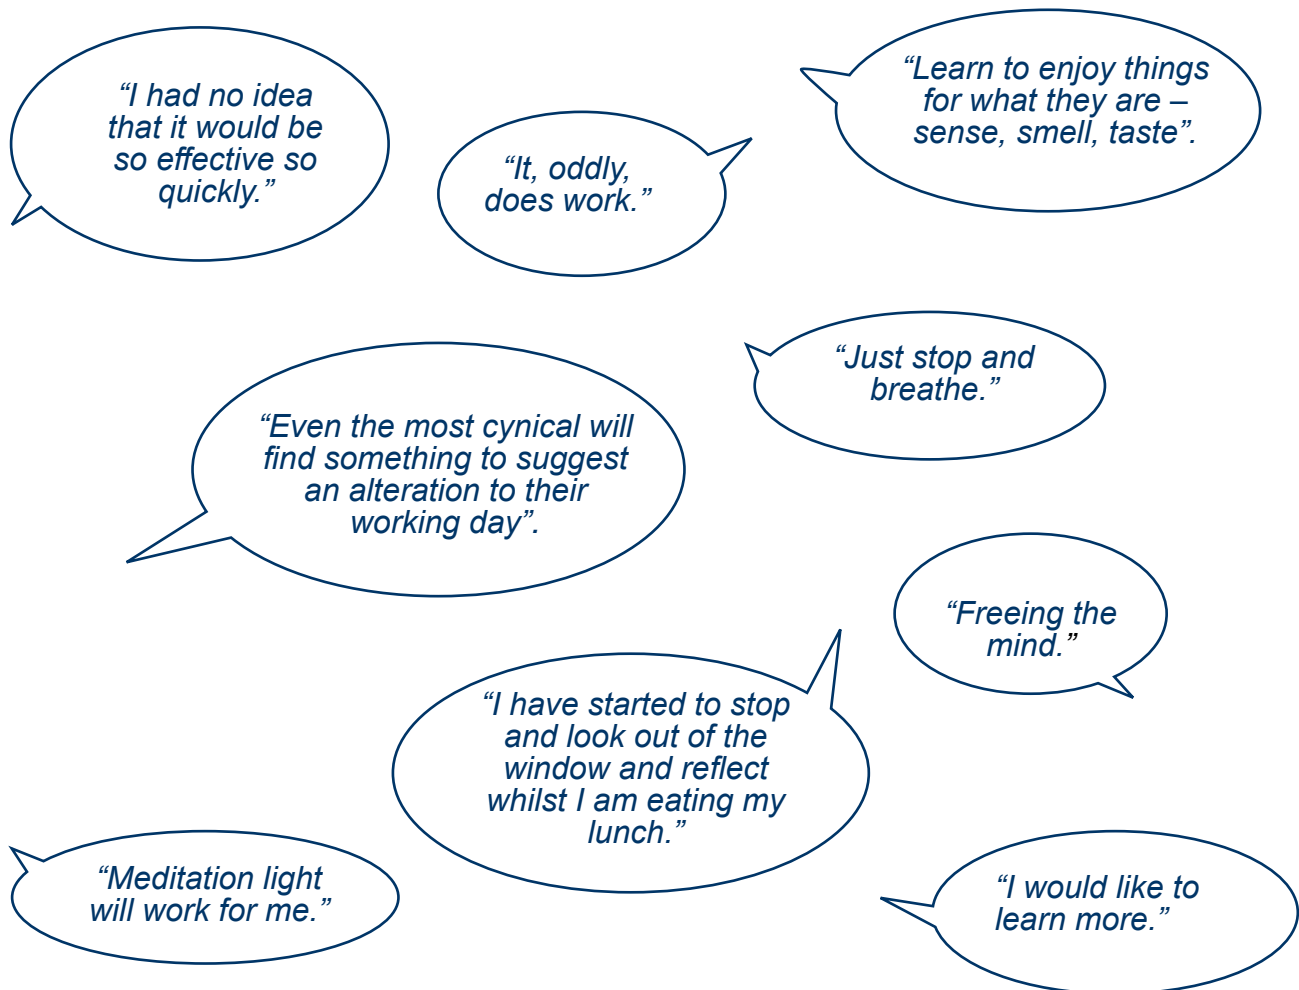 “I had no idea
that it would be
so effective so
quickly.”
“It, oddly,
does work.”
“Learn to enjoy things
for what they are –
sense, smell, taste”.
“Just stop and
breathe.”
“Even the most cynical will
find something to suggest
an alteration to their
working day”.
“Freeing the
mind.”
“I have started to stop
and look out of the
window and reflect
whilst I am eating my
lunch.”
“Meditation light
will work for me.”
“I would like to
learn more.”